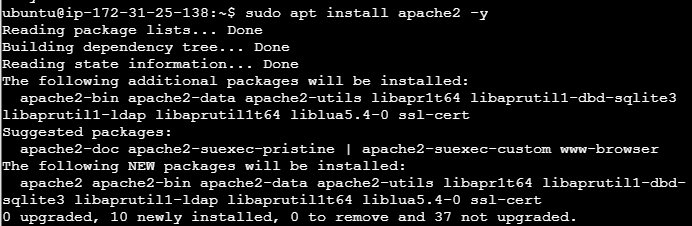 ubuntu@ip-172-31-25-138:~$ sudo apt install apache2 -y
Reading package lists... Done
Building dependency tree... Done
Reading state information... Done
The following additional packages will be installed:
  apache2-bin apache2-data apache2-utils libapr1t64 libaprutil1-dbd-sqlite3
libaprutil1-ldap libaprutil1t64 liblua5.4-0 ssl-cert
Suggested packages:
  apache2-doc apache2-suexec-pristine | apache2-suexec-custom www-browser
The following NEW packages will be installed:
  apache2 apache2-bin apache2-data apache2-utils libapr1t64 libaprutil1-dbd-
sqlite3 libaprutil1-ldap libaprutil1t64 liblua5.4-0 ssl-cert
0 upgraded, 10 newly installed, 0 to remove and 37 not upgraded.